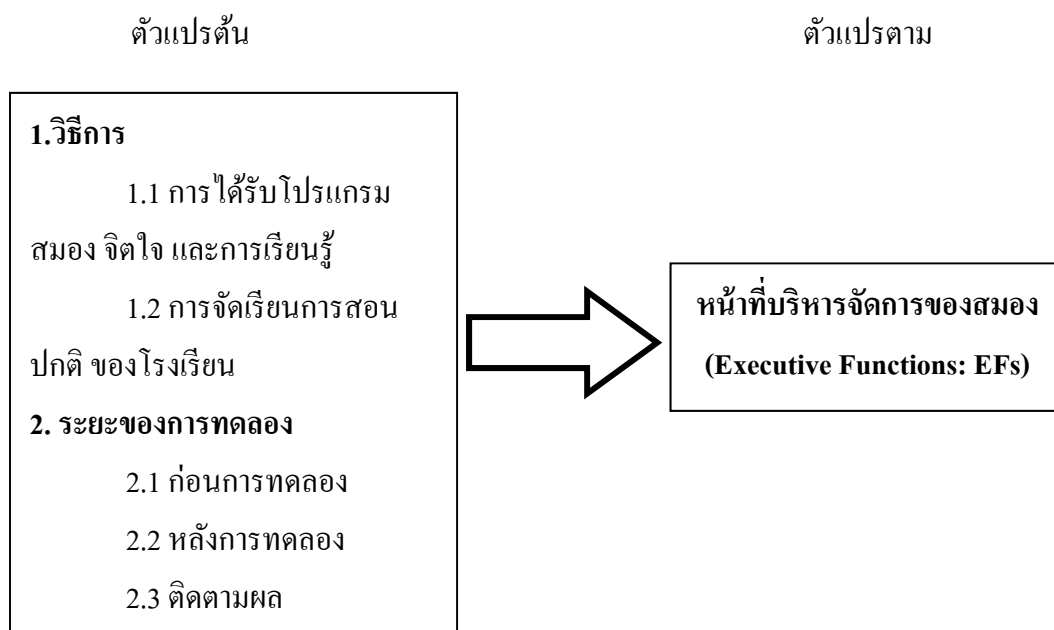 ตัวแปรต้น
ตัวแปรตาม
1.วิธีการ
1.1 การได้รับโปรแกรม
สมอง จิตใจ และการเรียนรู้
1.2 การจัดเรียนการสอน
ปกติ ของโรงเรียน
2. ระยะของการทดลอง
2.1 ก่อนการทดลอง
2.2 หลังการทดลอง
2.3 ติดตามผล
หน้าที่บริหารจัดการของสมอง
(Executive Functions: EFs)